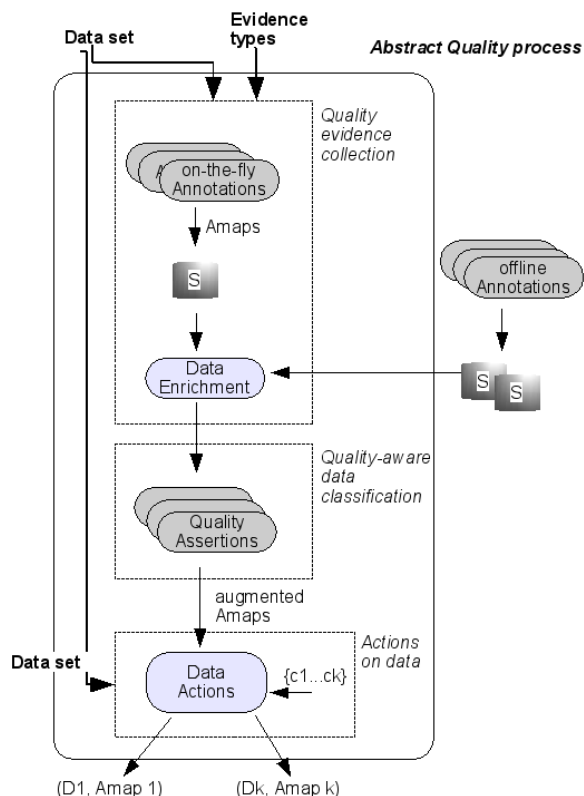 Evidence
types
Data set
Abstract Quality process
Quality
evidence
collection
A
on-the-fly
Annotations
Amaps
S
offline
Annotations
Data
Enrichment
S
S
Quality-aware
data
classification
Quality
Assertions
augmented
Amaps
Actions
on data
Data set
Data
Actions
{c1...ck}
(D1, Amap 1)
(Dk, Amap k)